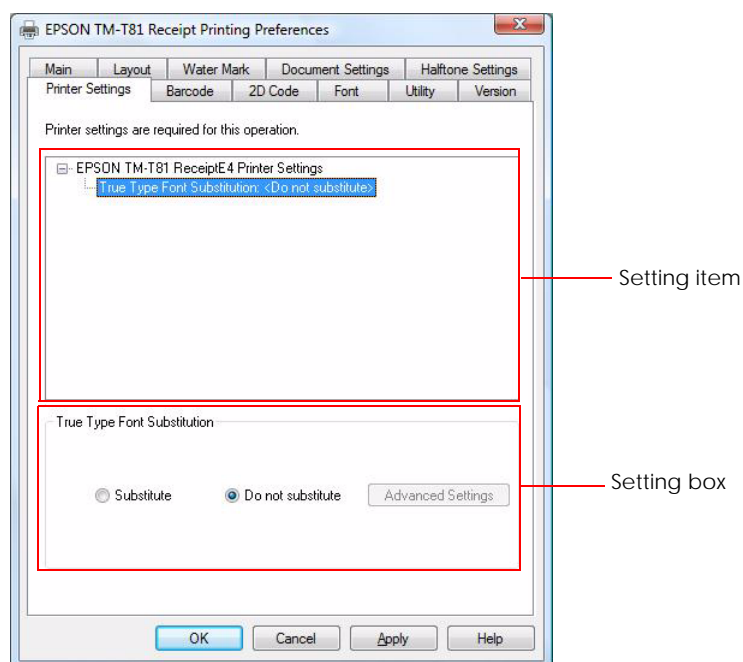 EPSON TM-T81 Receipt Printing Preferences
Main Layout Water Mark Document Settings Halftone Settings
Printer Settings Barcode 2D Code Font Utility Version
Printer settings are required for this operation.
EPSON TM-T81 ReceiptE4 Printer Settings
True Type Font Substitution: <Do not substitute>
Setting item
True Type Font Substitution
Substitute Do not substitute Advanced Settings
Setting box
OK Cancel Apply Help